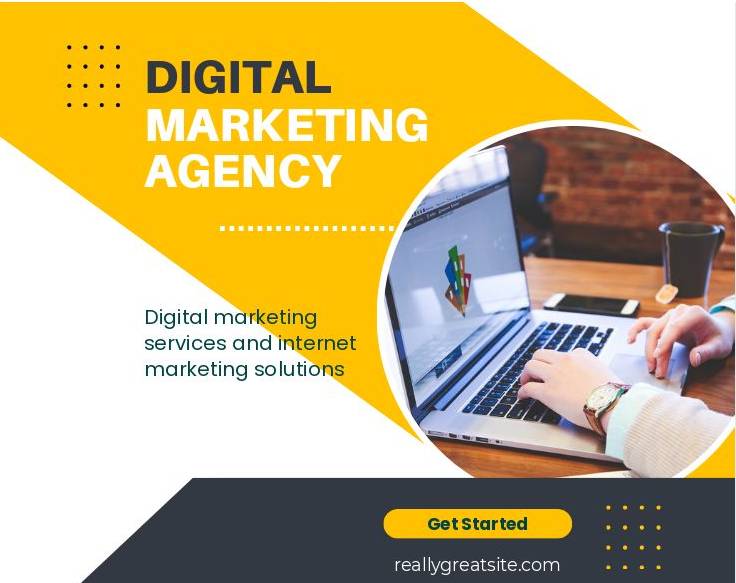 DIGITAL
MARKETING
AGENCY
Digital marketing
services and internet
marketing solutions
Get Started
reallygreatsite.com